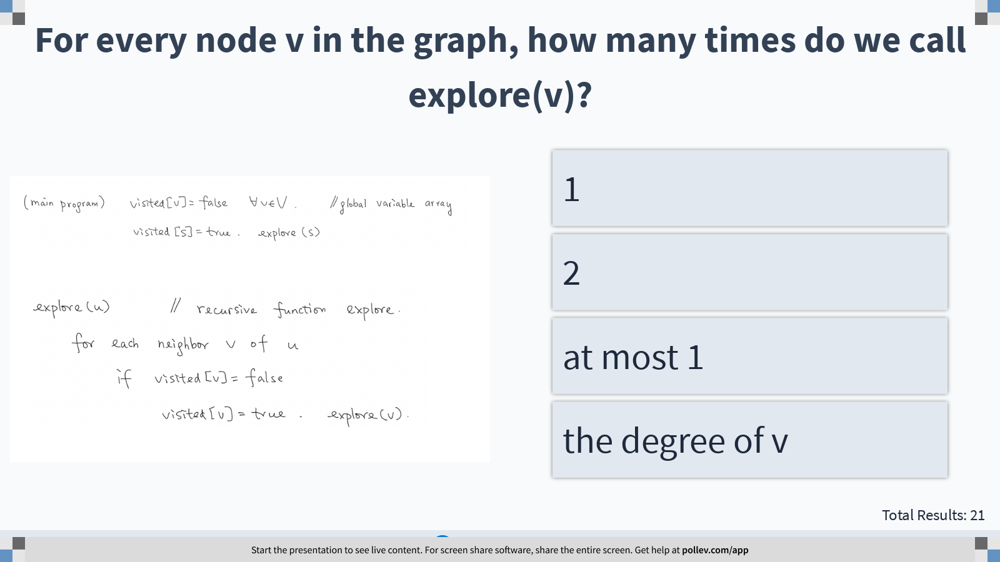 For every node v in the graph, how many times do we call
explore(v)?
(main program) visited[v] = false ∀v∈V. // global variable array
visited [s] = true. explore (s)
explore (u) // recursive function explore.
for each neighbor v of u
if visited [v] = false
visited [v] = true. explore (v).
1
2
at most 1
the degree of v
Total Results: 21
Start the presentation to see live content. For screen share software, share the entire screen. Get help at pollev.com/app